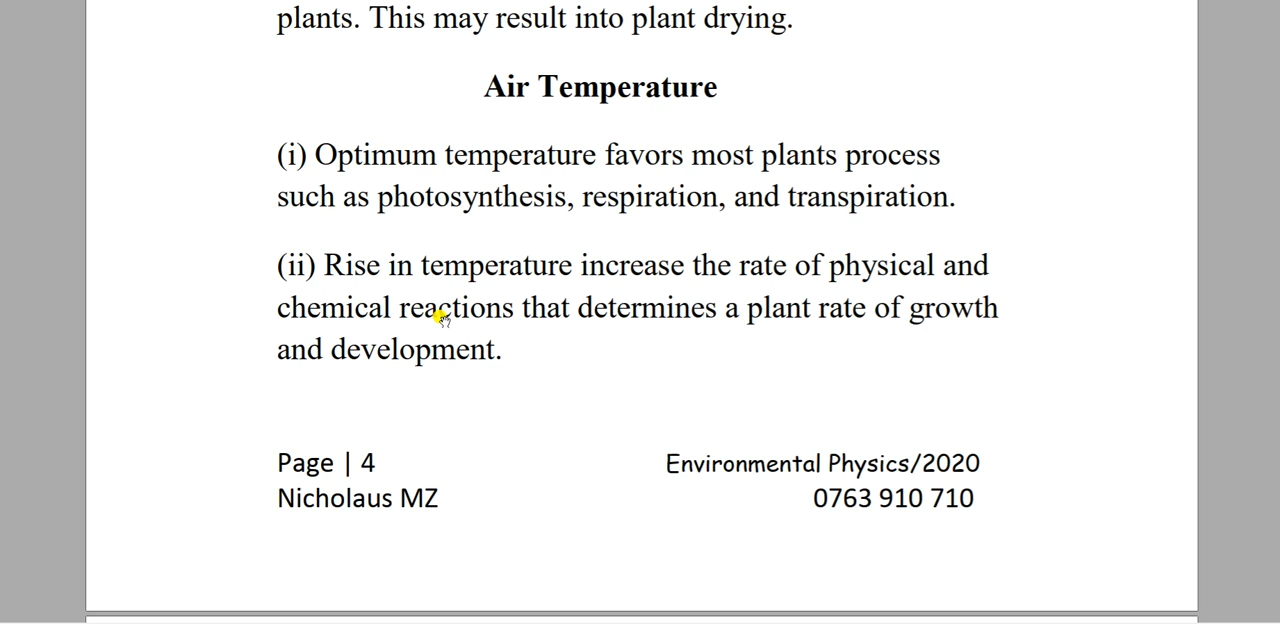 plants. This may result into plant drying.
Air Temperature
(i) Optimum temperature favors most plants process
such as photosynthesis, respiration, and transpiration.
(ii) Rise in temperature increase the rate of physical and
chemical reactions that determines a plant rate of growth
and development.
Page | 4 Environmental Physics/2020
Nicholaus MZ 0763 910 710